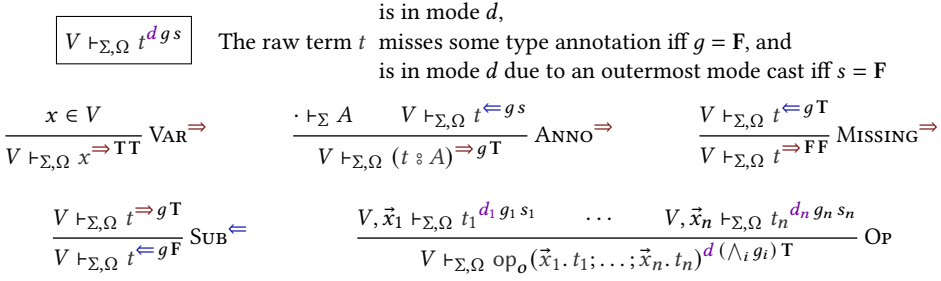 is in mode d,
V ⊢Σ,Ω t^{d g s} The raw term t misses some type annotation iff g = F, and
is in mode d due to an outermost mode cast iff s = F
x ∈ V
V ⊢Σ,Ω x^{⇒ T T} VAR^⇒
· ⊢Σ A V ⊢Σ,Ω t^{⇐ g s}
V ⊢Σ,Ω (t ⦂ A)^{⇒ g T} ANNO^⇒
V ⊢Σ,Ω t^{⇐ g T}
V ⊢Σ,Ω t^{⇒ F F} MISSING^⇒
V ⊢Σ,Ω t^{⇒ g T}
V ⊢Σ,Ω t^{⇐ g F} SUB^⇐
V, x⃗₁ ⊢Σ,Ω t₁^{d₁ g₁ s₁} ··· V, x⃗ₙ ⊢Σ,Ω tₙ^{dₙ gₙ sₙ}
V ⊢Σ,Ω opₒ(x⃗₁. t₁; . . . ; x⃗ₙ. tₙ)^{d (⋀ᵢ gᵢ) T} OP